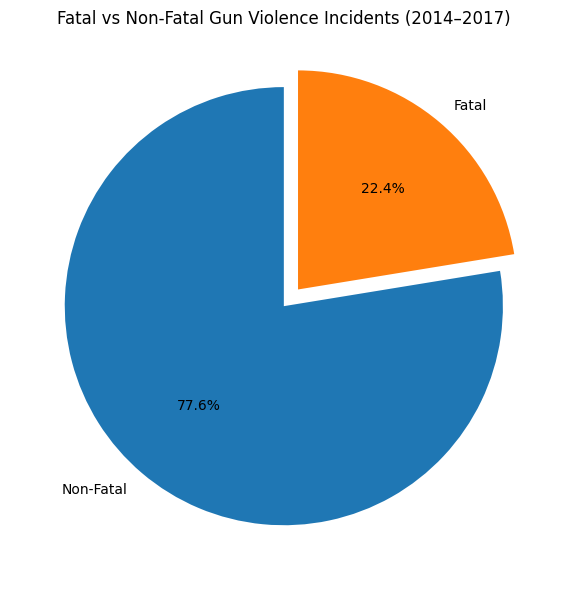 Fatal vs Non-Fatal Gun Violence Incidents (2014–2017)
Fatal
22.4%
77.6%
Non-Fatal